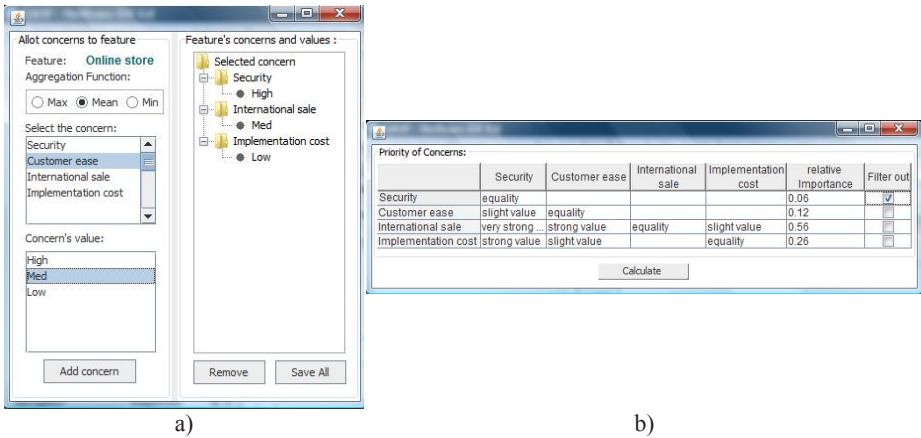 Allot concerns to feature
Feature: Online store
Aggregation Function:
Max Mean Min
Select the concern:
Security
Customer ease
International sale
Implementation cost
Concern's value:
High
Med
Low
Add concern
Feature's concerns and values :
Selected concern
Security
High
International sale
Med
Implementation cost
Low
Remove Save All
a)
Priority of Concerns:
Security Customer ease International sale Implementation cost relative Importance Filter out
Security equality 0.06
Customer ease slight value equality 0.12
International sale very strong ... strong value equality slight value 0.56
Implementation cost strong value slight value equality 0.26
Calculate
b)